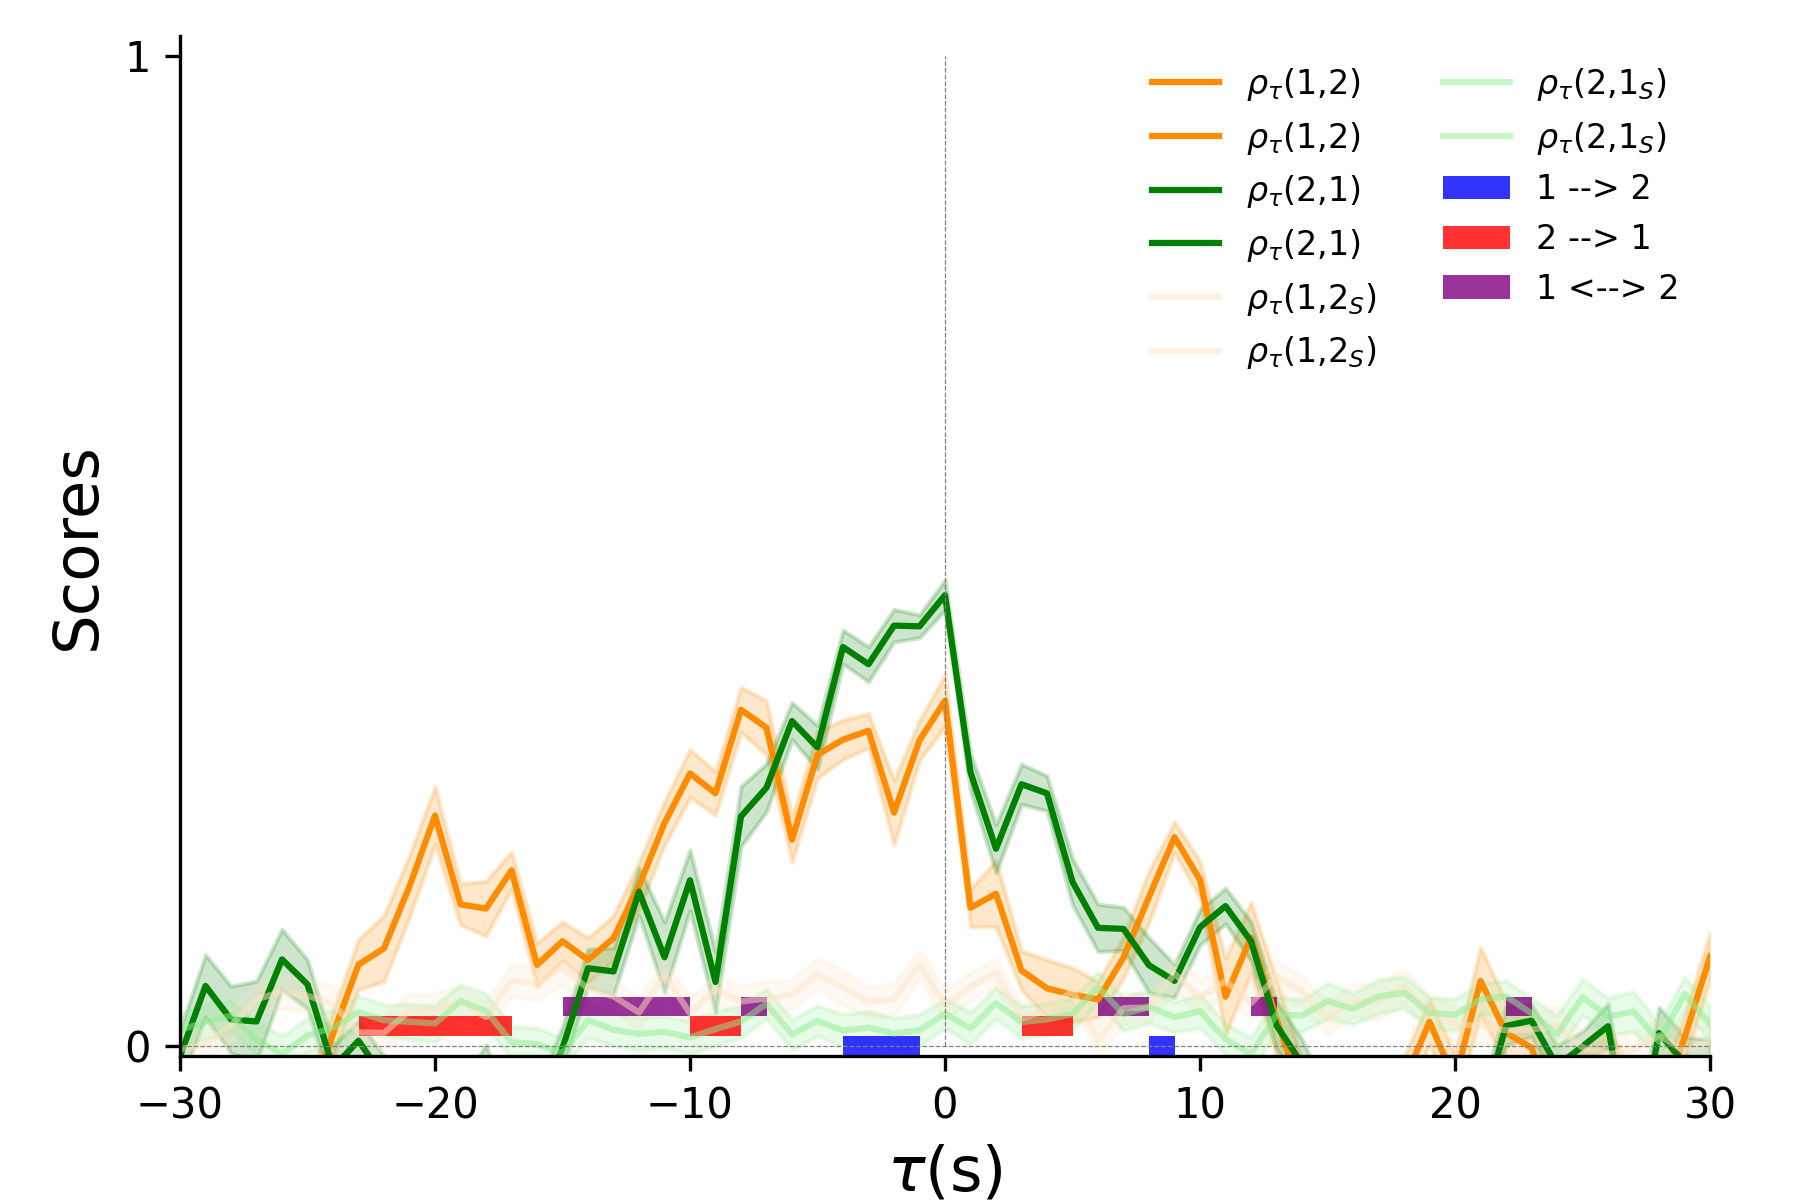 1
ρτ(1,2)
ρτ(1,2)
ρτ(2,1)
ρτ(2,1)
ρτ(1,2S)
ρτ(1,2S)
ρτ(2,1S)
ρτ(2,1S)
1 --> 2
2 --> 1
1 <--> 2
Scores
0
−30 −20 −10 0 10 20 30
τ(s)